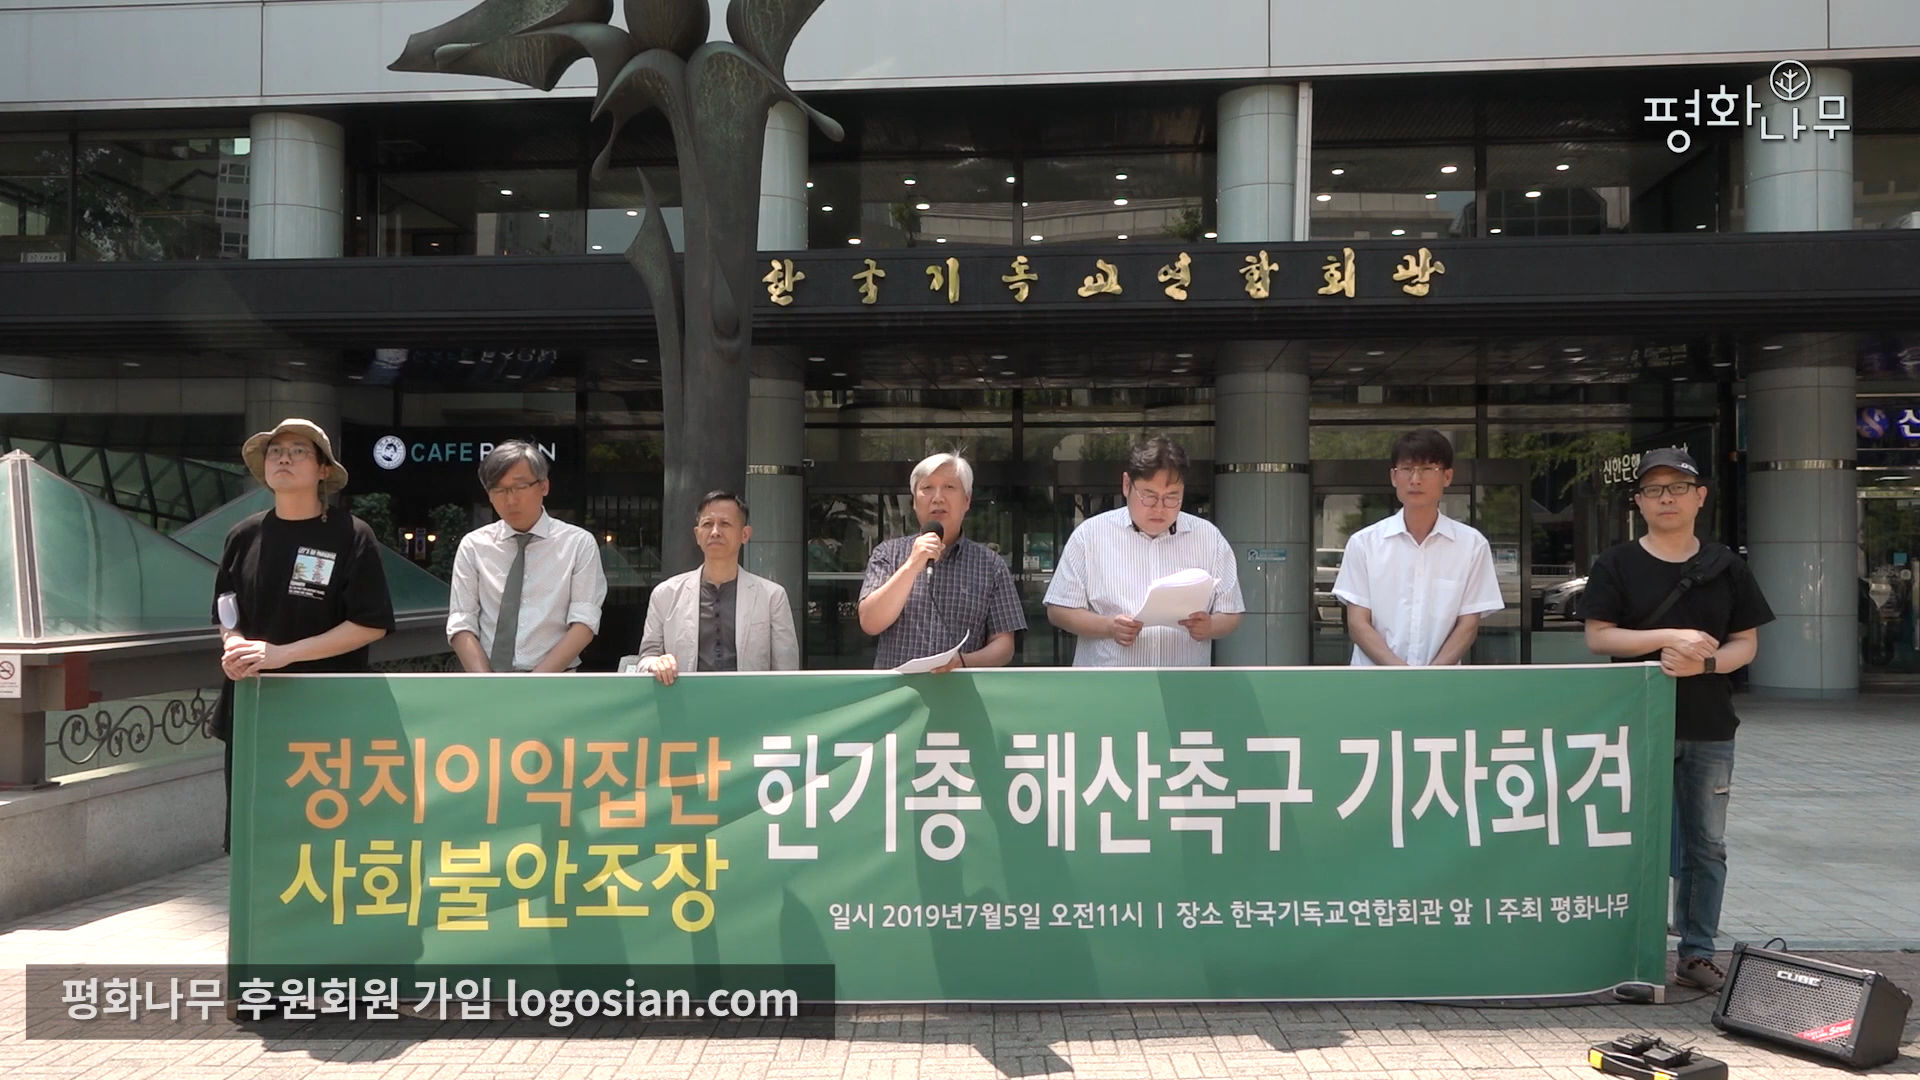 평화나무
한국기독교연합회관
CAFE
신한은행
정치이익집단
사회불안조장
한기총 해산촉구 기자회견
일시 2019년7월5일 오전11시 | 장소 한국기독교연합회관 앞 | 주최 평화나무
평화나무 후원회원 가입 logosian.com
CUBE